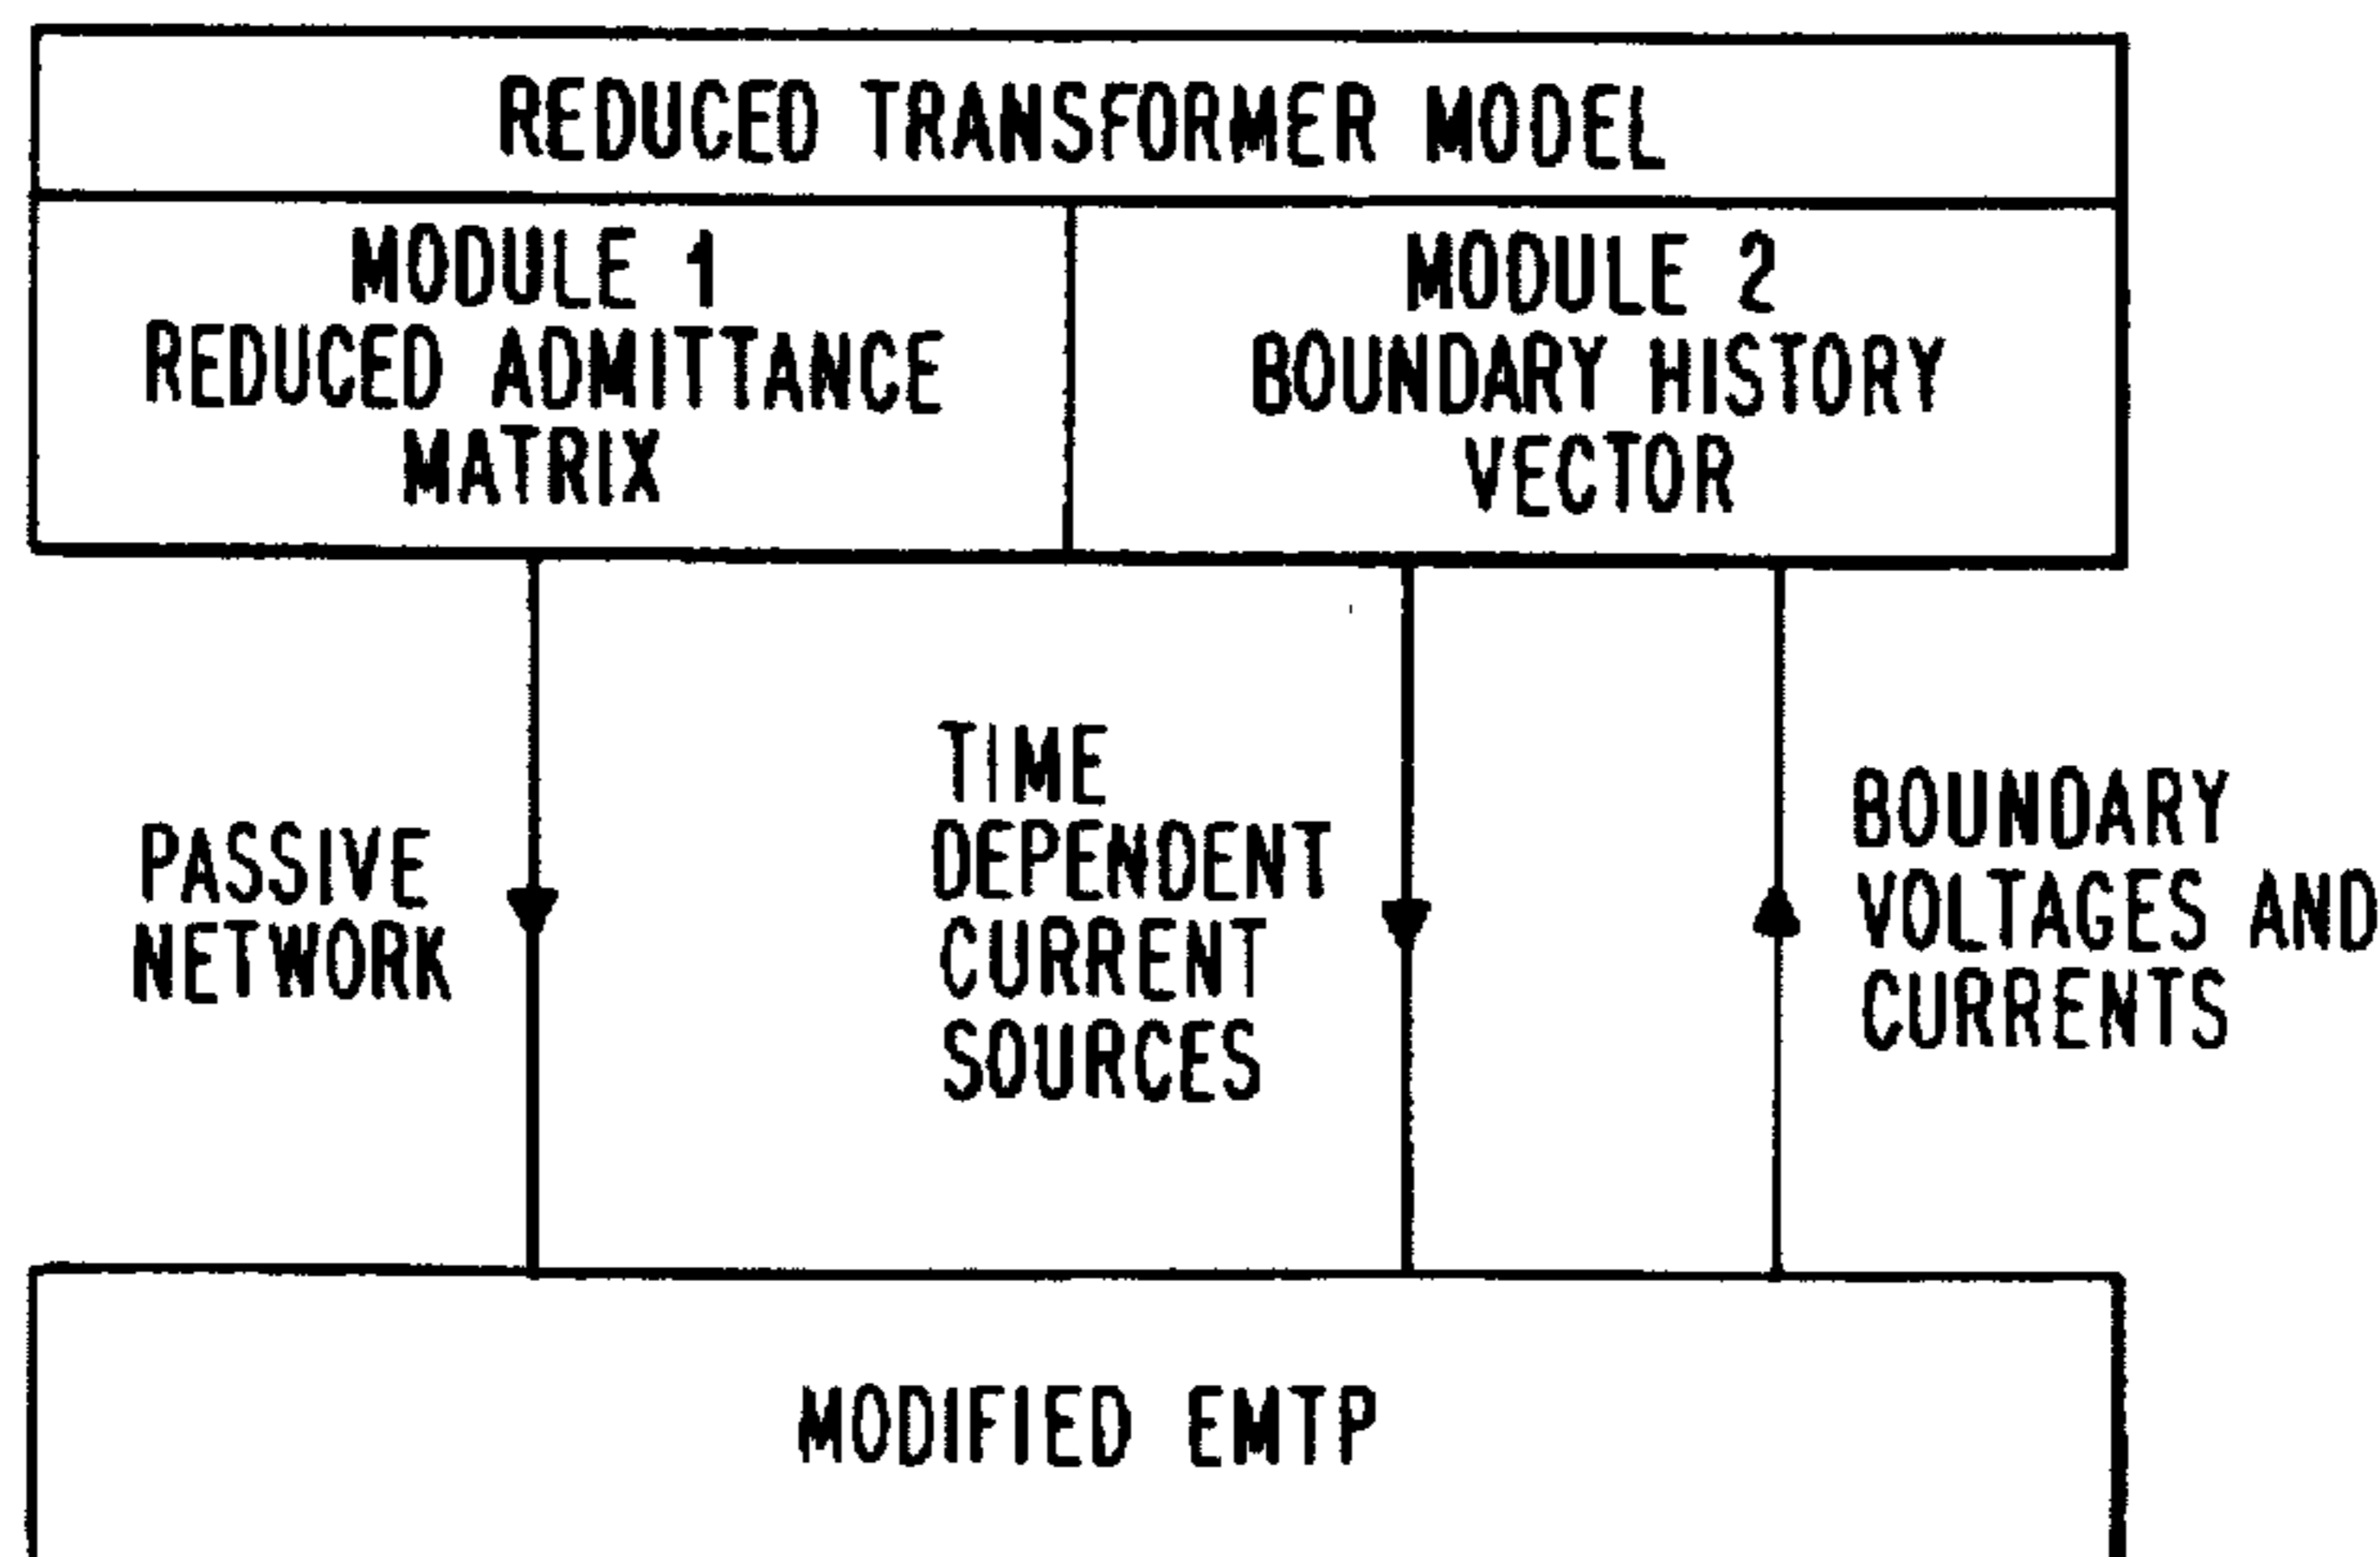 REDUCED TRANSFORMER MODEL
MODULE 1
REDUCED ADMITTANCE
MATRIX
MODULE 2
BOUNDARY HISTORY
VECTOR
PASSIVE
NETWORK
TIME
DEPENDENT
CURRENT
SOURCES
BOUNDARY
VOLTAGES AND
CURRENTS
MODIFIED EMTP